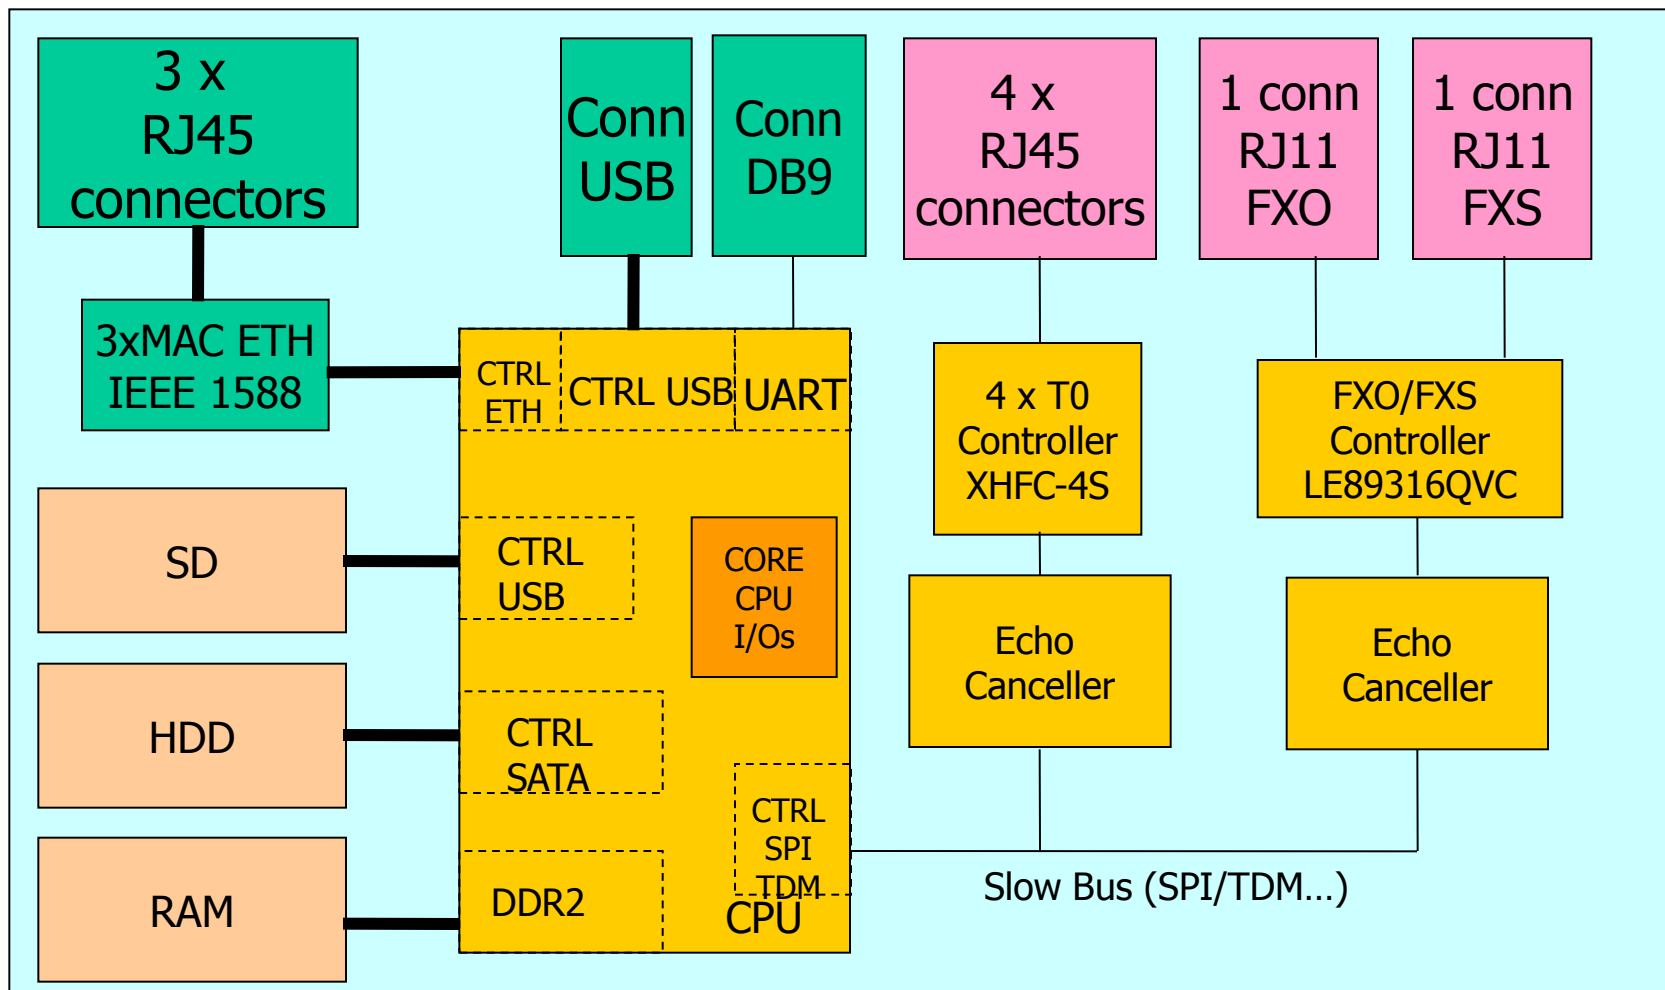 3 x
RJ45
connectors
Conn
USB
Conn
DB9
4 x
RJ45
connectors
1 conn
RJ11
FXO
1 conn
RJ11
FXS
3xMAC ETH
IEEE 1588
CTRL
ETH
CTRL USB
UART
4 x T0
Controller
XHFC-4S
FXO/FXS
Controller
LE89316QVC
SD
CTRL
USB
CORE
CPU
I/Os
Echo
Canceller
Echo
Canceller
HDD
CTRL
SATA
CTRL
SPI
TDM
RAM
DDR2
CPU
Slow Bus (SPI/TDM...)